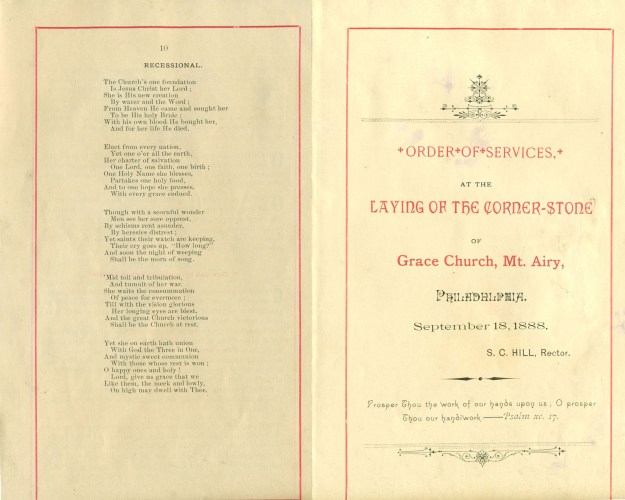 10
RECESSIONAL.
The Church's one foundation
Is Jesus Christ her Lord;
She is His new creation
By water and the Word;
From Heaven He came and sought her
To be His holy Bride;
With his own blood He bought her,
And for her life He died.
Elect from every nation,
Yet one o'er all the earth,
Her charter of salvation
One Lord, one faith, one birth;
One Holy Name she blesses,
Partakes one holy food,
And to one hope she presses,
With every grace endued.
Though with a scornful wonder
Men see her sore opprest,
By schisms rent asunder,
By heresies distrest;
Yet saints their watch are keeping,
Their cry goes up, "How long?"
And soon the night of weeping
Shall be the morn of song.
'Mid toil and tribulation,
And tumult of her war,
She waits the consummation
Of peace for evermore;
Till with the vision glorious
Her longing eyes are blest,
And the great Church victorious
Shall be the Church at rest.
Yet she on earth hath union
With God the Three in One,
And mystic sweet communion
With those whose rest is won;
O happy ones and holy!
Lord, give us grace that we
Like them, the meek and lowly,
On high may dwell with Thee.
ORDER OF SERVICES,
AT THE
LAYING OF THE CORNER-STONE
OF
Grace Church, Mt. Airy,
PHILADELPHIA.
September 18, 1888.
S. C. HILL, Rector.
Prosper Thou the work of our hands upon us; O prosper
Thou our handiwork—Psalm xc. 17.